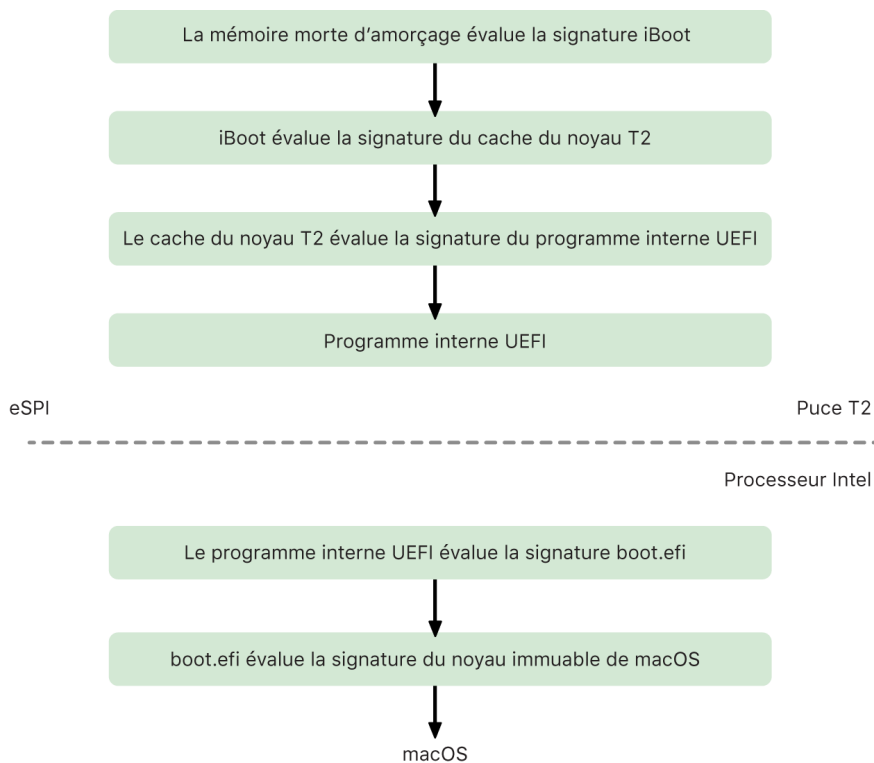 La mémoire morte d’amorçage évalue la signature iBoot
iBoot évalue la signature du cache du noyau T2
Le cache du noyau T2 évalue la signature du programme interne UEFI
Programme interne UEFI
eSPI
Puce T2
Processeur Intel
Le programme interne UEFI évalue la signature boot.efi
boot.efi évalue la signature du noyau immuable de macOS
macOS